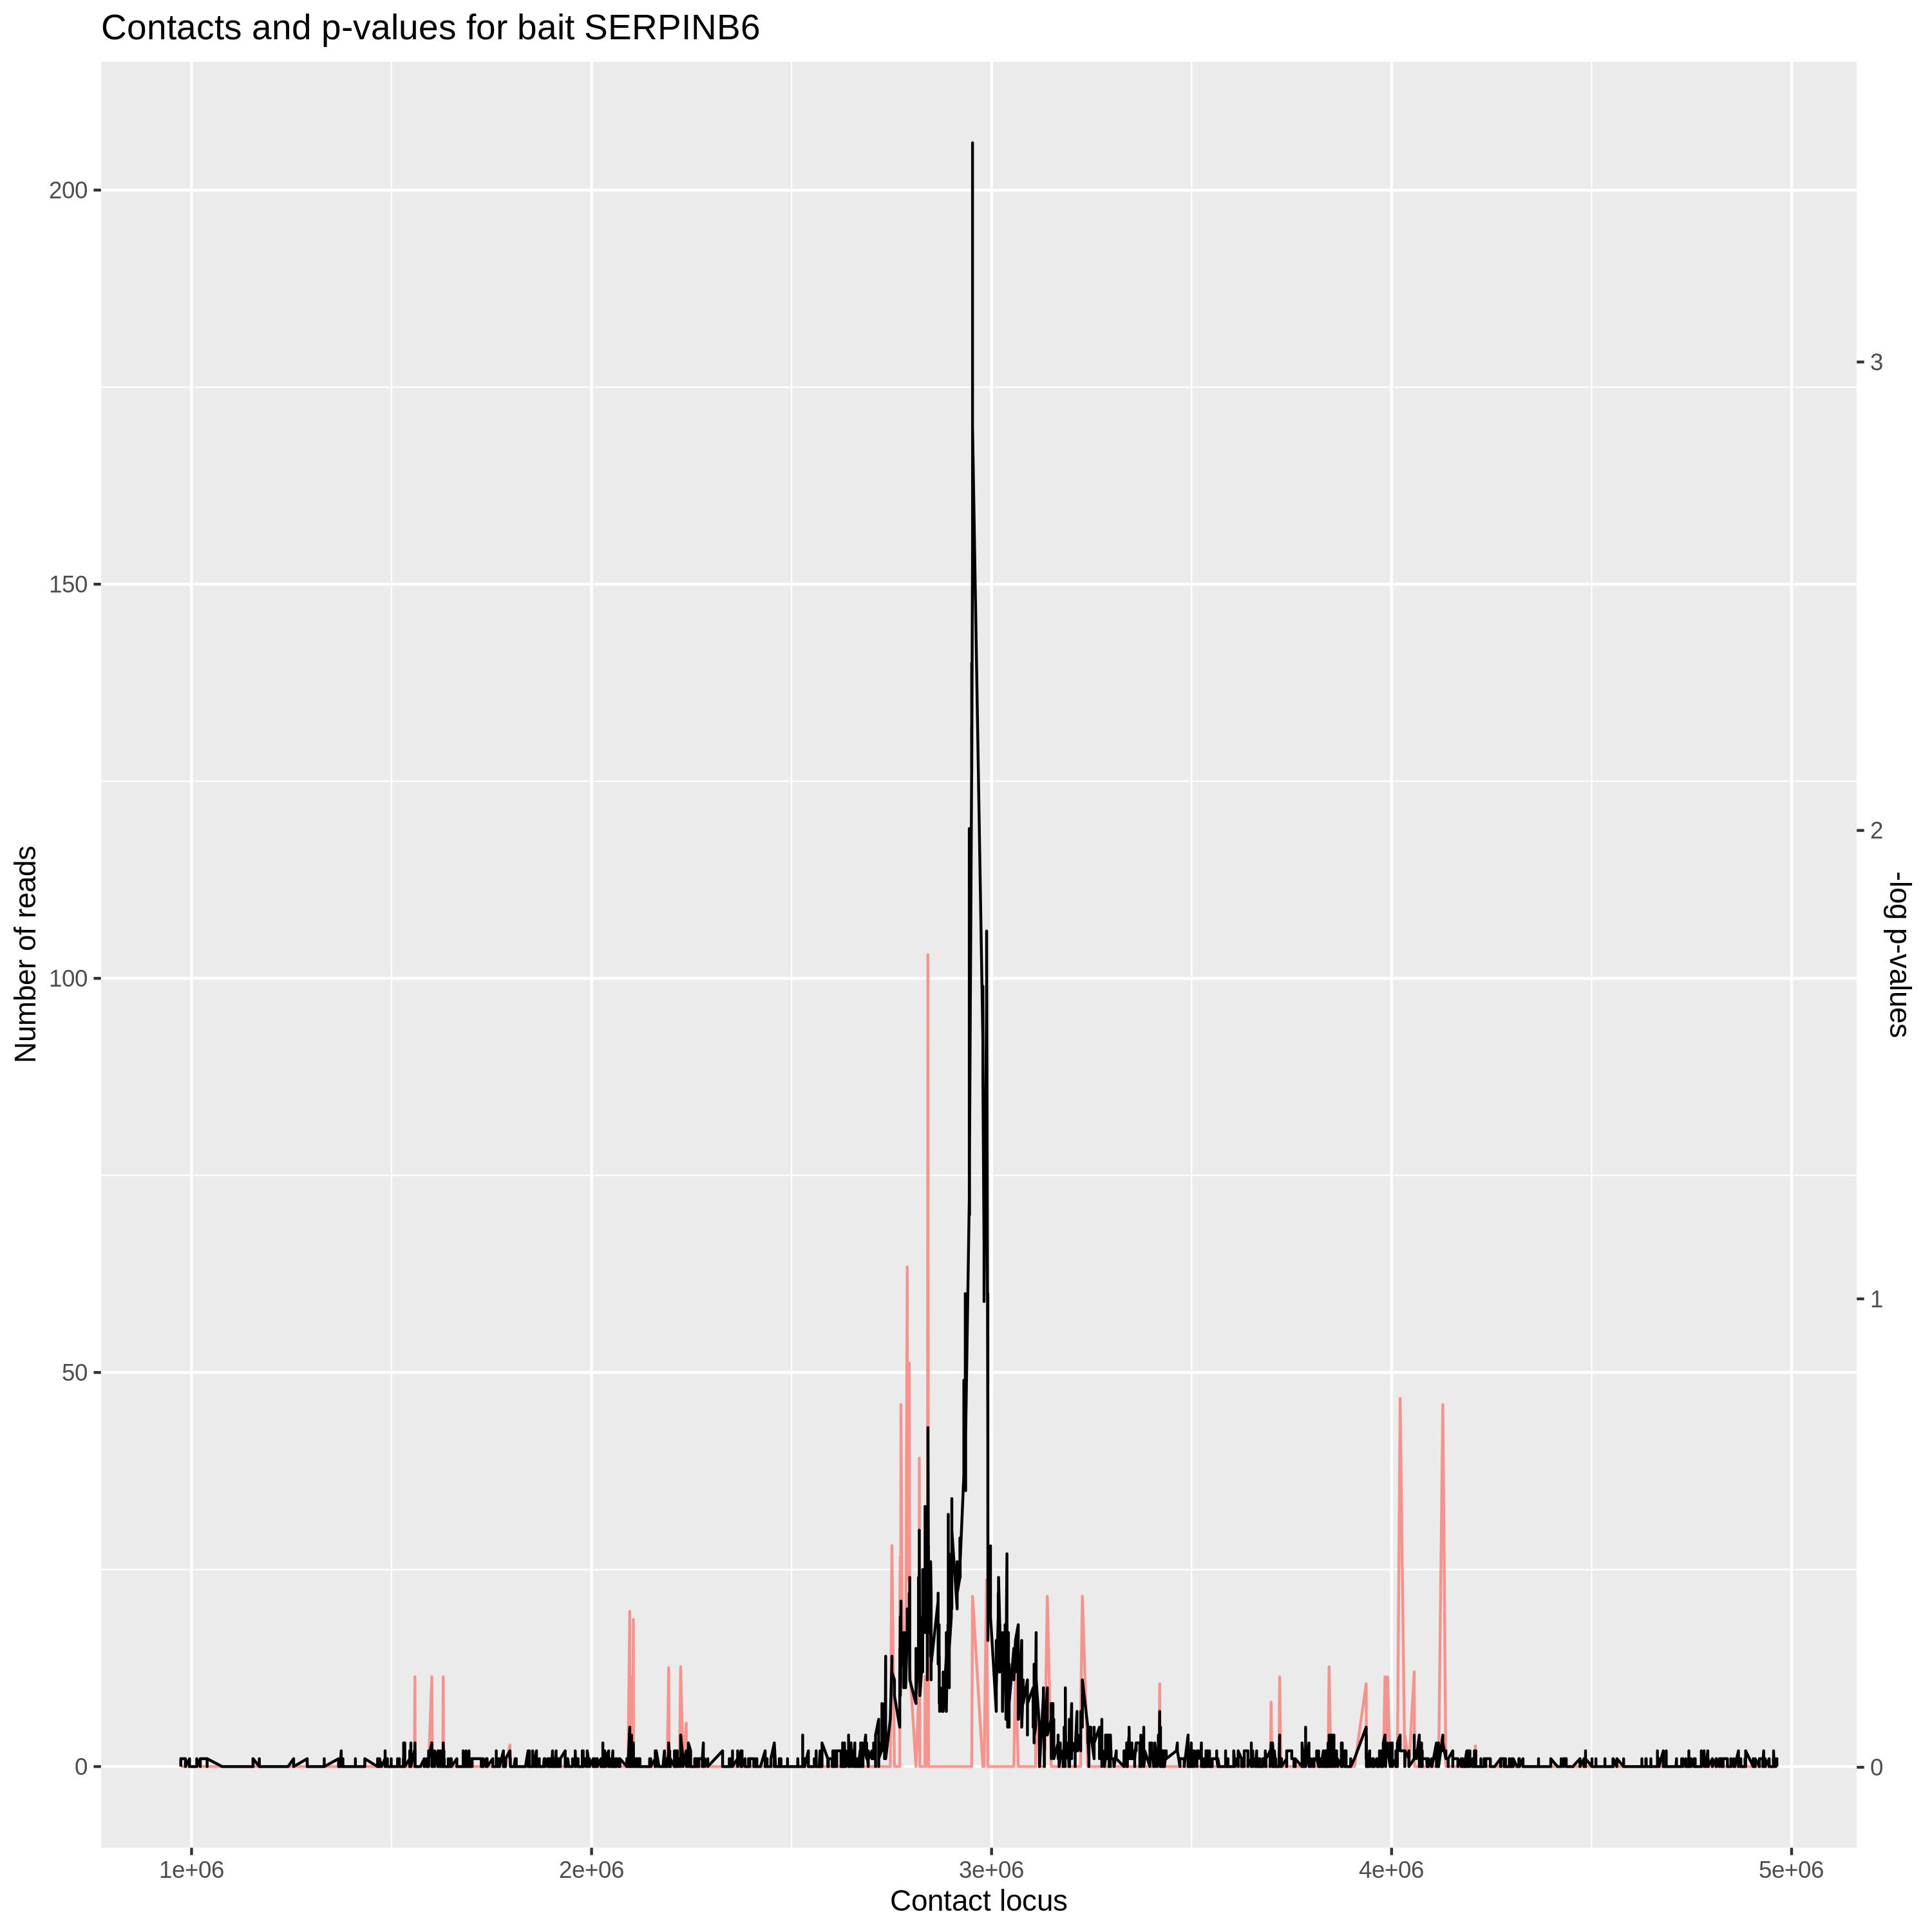 Contacts and p-values for bait SERPINB6
200
150
100
50
0
Number of reads
3
2
1
0
-log p-values
1e+06
2e+06
3e+06
4e+06
5e+06
Contact locus